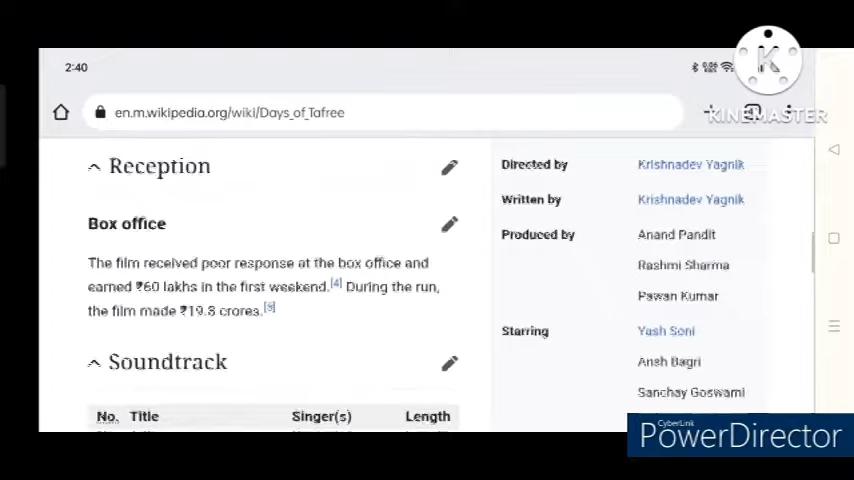 2:40
KINEMASTER
en.m.wikipedia.org/wiki/Days_of_Tafree
Reception
Box office
The film received poor response at the box office and
earned ₹60 lakhs in the first weekend.[4] During the run,
the film made ₹19.8 crores.[5]
Soundtrack
No. Title Singer(s) Length
Directed by Krishnadev Yagnik
Written by Krishnadev Yagnik
Produced by Anand Pandit
Rashmi Sharma
Pawan Kumar
Starring Yash Soni
Ansh Bagri
Sanchay Goswami
CyberLink
PowerDirector